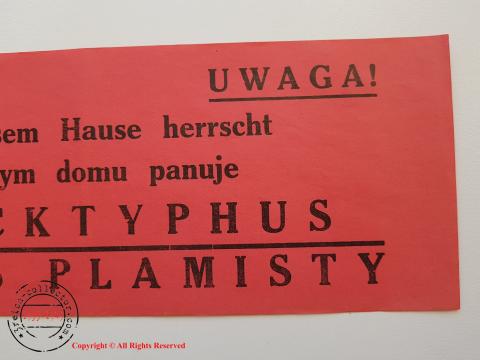 UWAGA!
sem Hause herrscht
ym domu panuje
CKTYPHUS
PLAMISTY
Copyright © All Rights Reserved